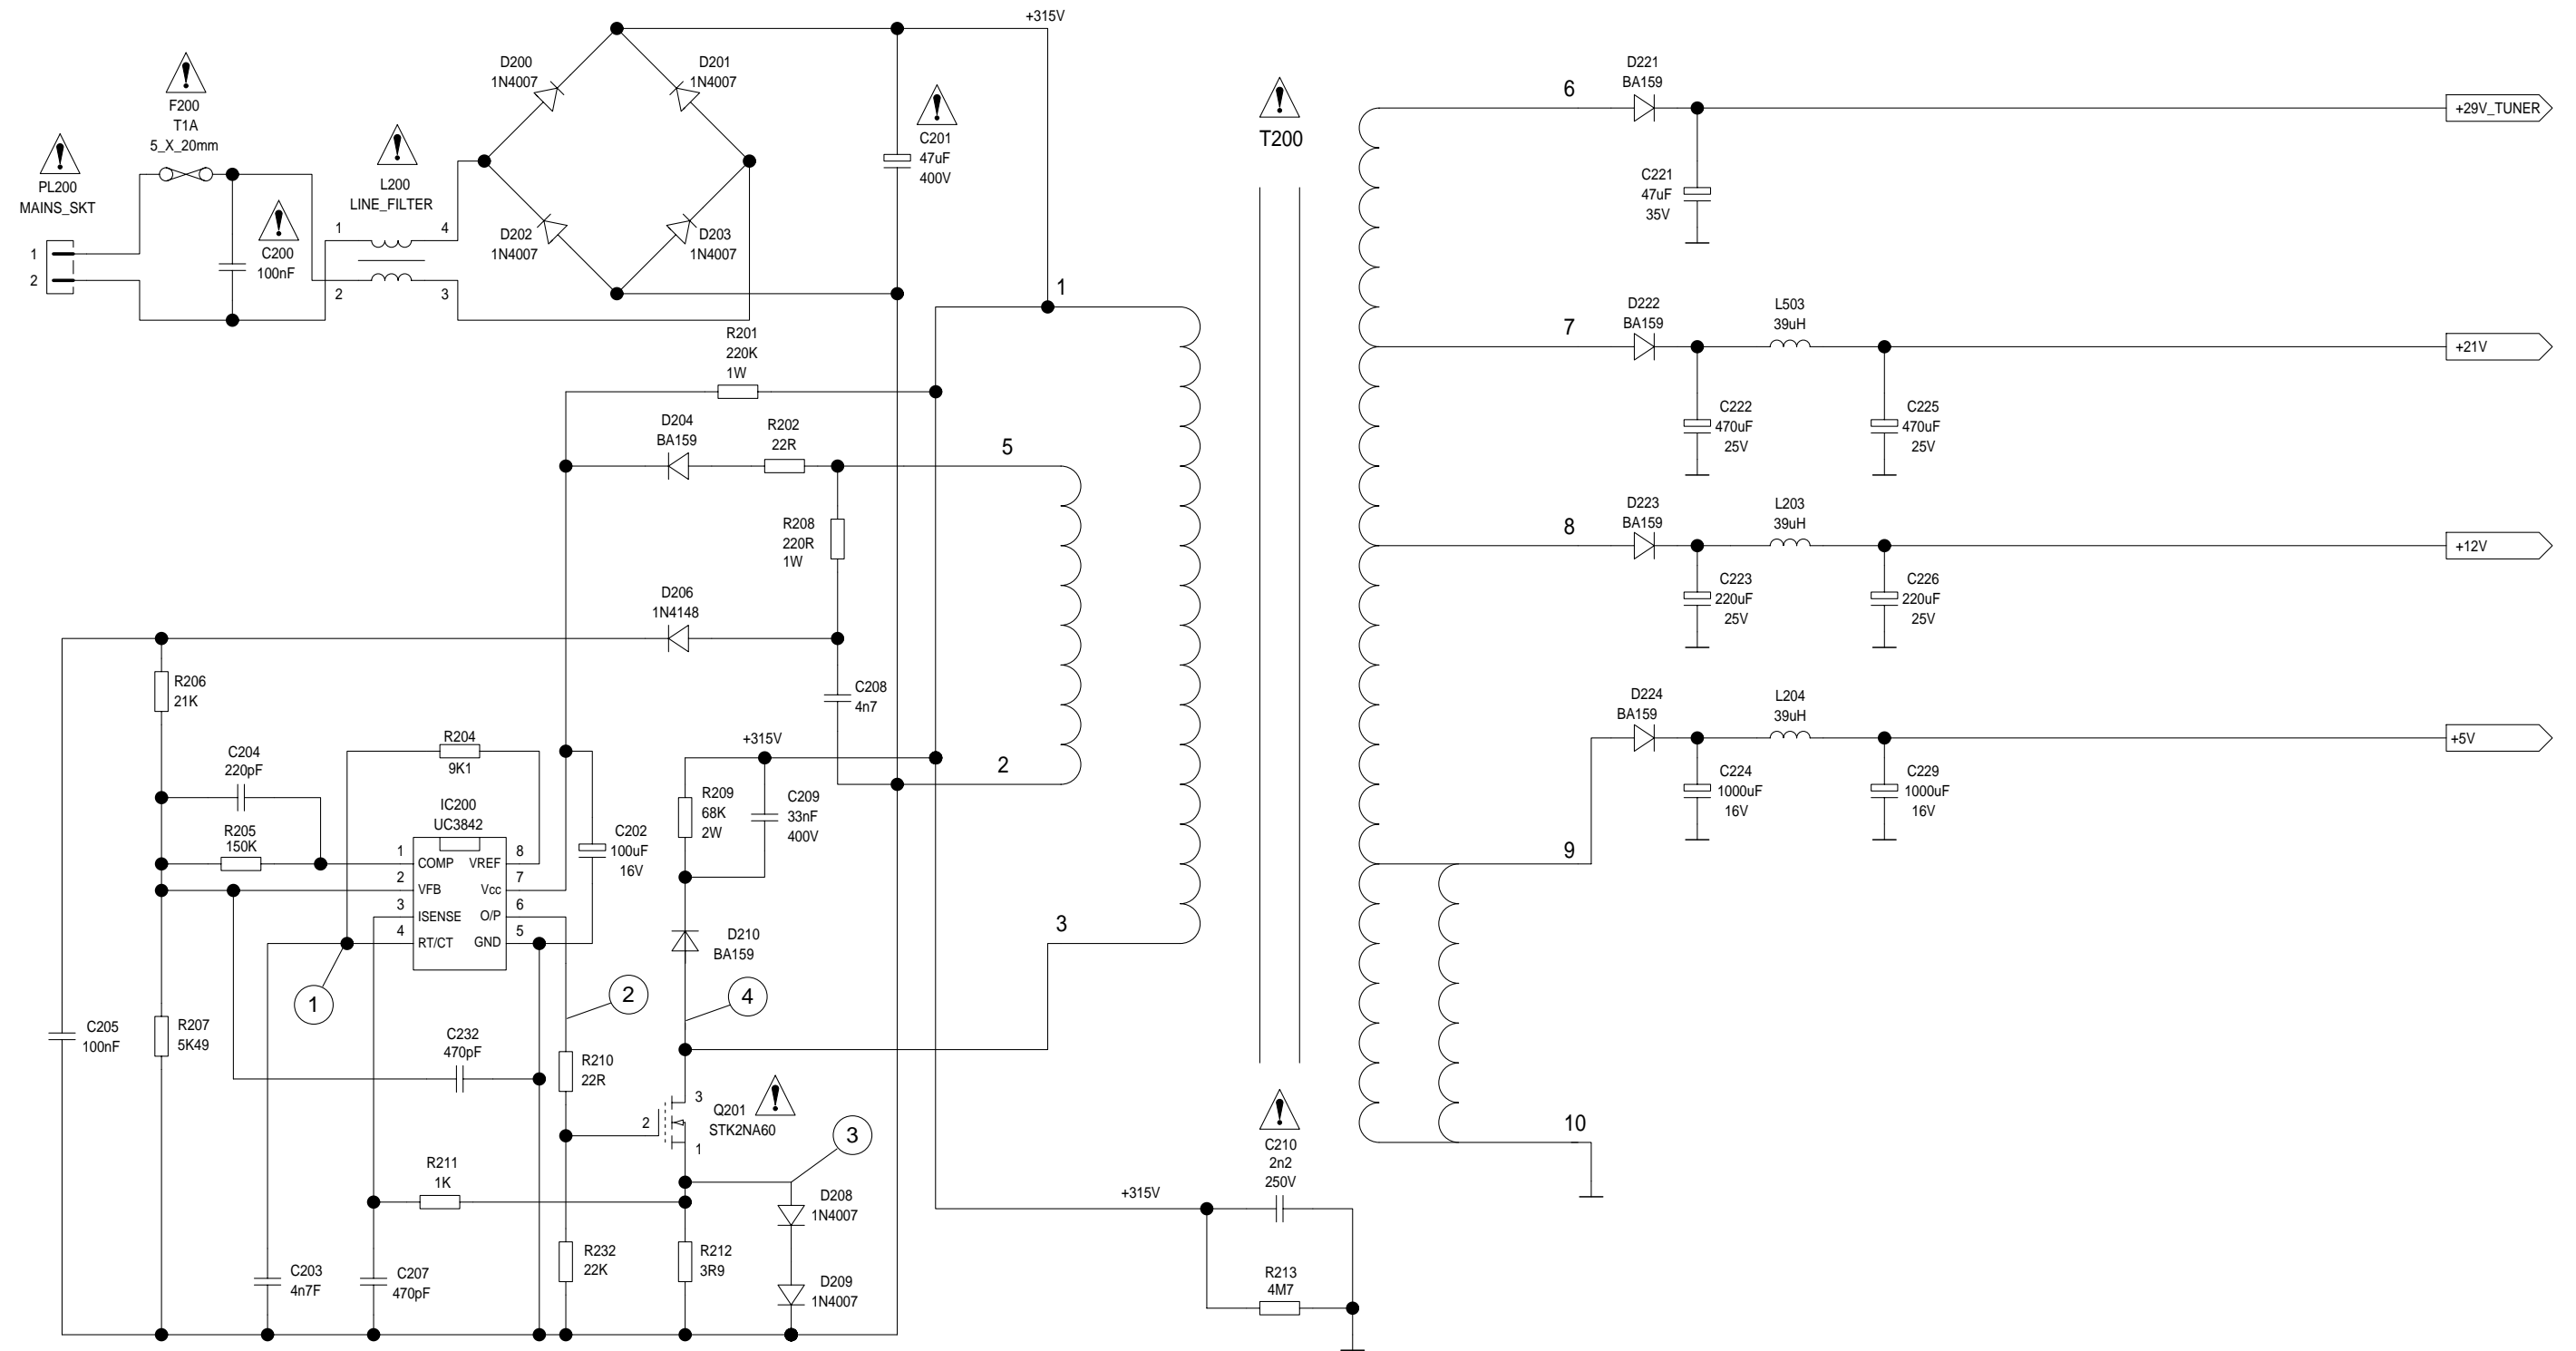 PL200
MAINS_SKT
1
2
F200
T1A
5_X_20mm
C200
100nF
L200
LINE_FILTER
1
4
2
3
D200
1N4007
D201
1N4007
D202
1N4007
D203
1N4007
+315V
C201
47uF
400V
1
R201
220K
1W
D204
BA159
R202
22R
5
R208
220R
1W
D206
1N4148
C208
4n7
2
3
T200
R206
21K
C204
220pF
R205
150K
R204
9K1
IC200
UC3842
1
COMP
VREF
8
2
VFB
Vcc
7
3
ISENSE
O/P
6
4
RT/CT
GND
5
C202
100uF
16V
+315V
R209
68K
2W
C209
33nF
400V
D210
BA159
1
2
4
C205
100nF
R207
5K49
C232
470pF
R210
22R
3
2
1
Q201
STK2NA60
3
R211
1K
D208
1N4007
C203
4n7F
C207
470pF
R232
22K
R212
3R9
D209
1N4007
+315V
C210
2n2
250V
R213
4M7
6
D221
BA159
C221
47uF
35V
+29V_TUNER
7
D222
BA159
L503
39uH
C222
470uF
25V
C225
470uF
25V
+21V
8
D223
BA159
L203
39uH
C223
220uF
25V
C226
220uF
25V
+12V
D224
BA159
L204
39uH
C224
1000uF
16V
C229
1000uF
16V
+5V
9
10